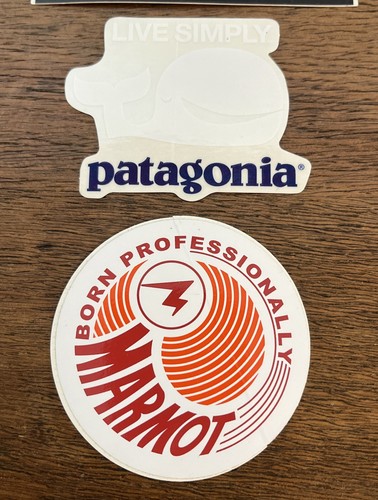 LIVE SIMPLY
patagonia®
BORN PROFESSIONALLY
MARMOT